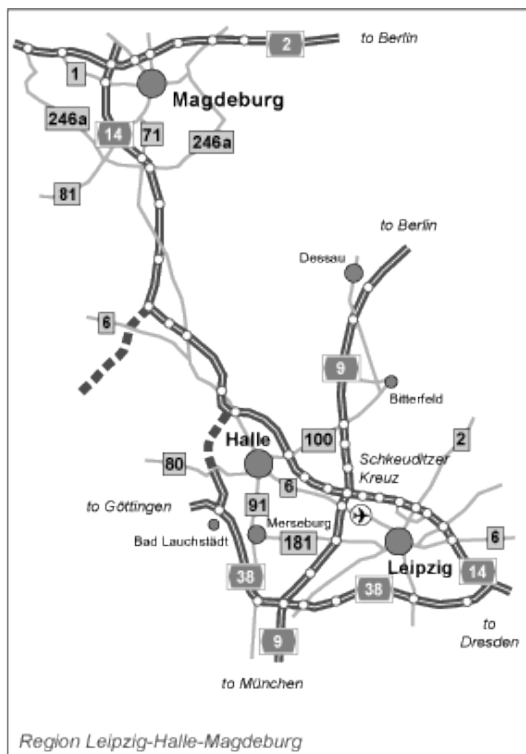 to Berlin
2
1
Magdeburg
246a
14
71
246a
81
to Berlin
Dessau
6
9
Bitterfeld
2
100
Halle
Schkeuditzer
Kreuz
80
6
91
to Göttingen
Merseburg
Bad Lauchstädt
181
6
Leipzig
38
38
14
9
to
Dresden
to München
Region Leipzig-Halle-Magdeburg